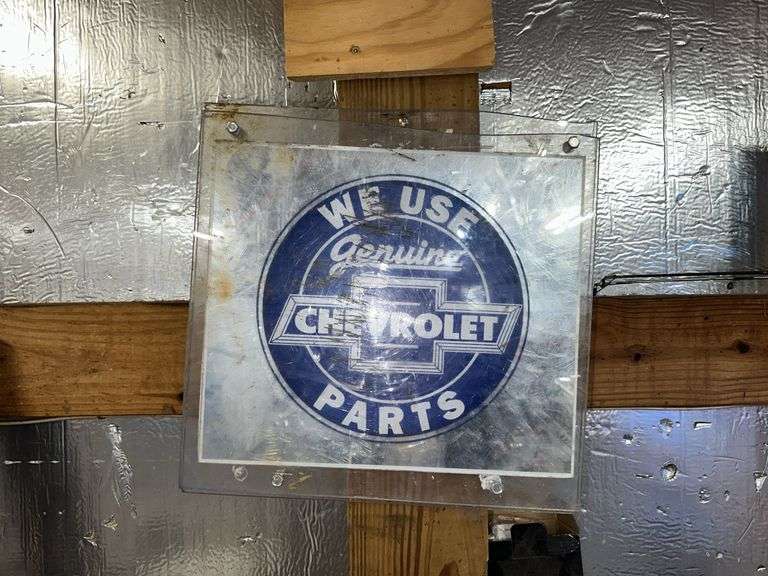 WE USE
Genuine
CHEVROLET
PARTS